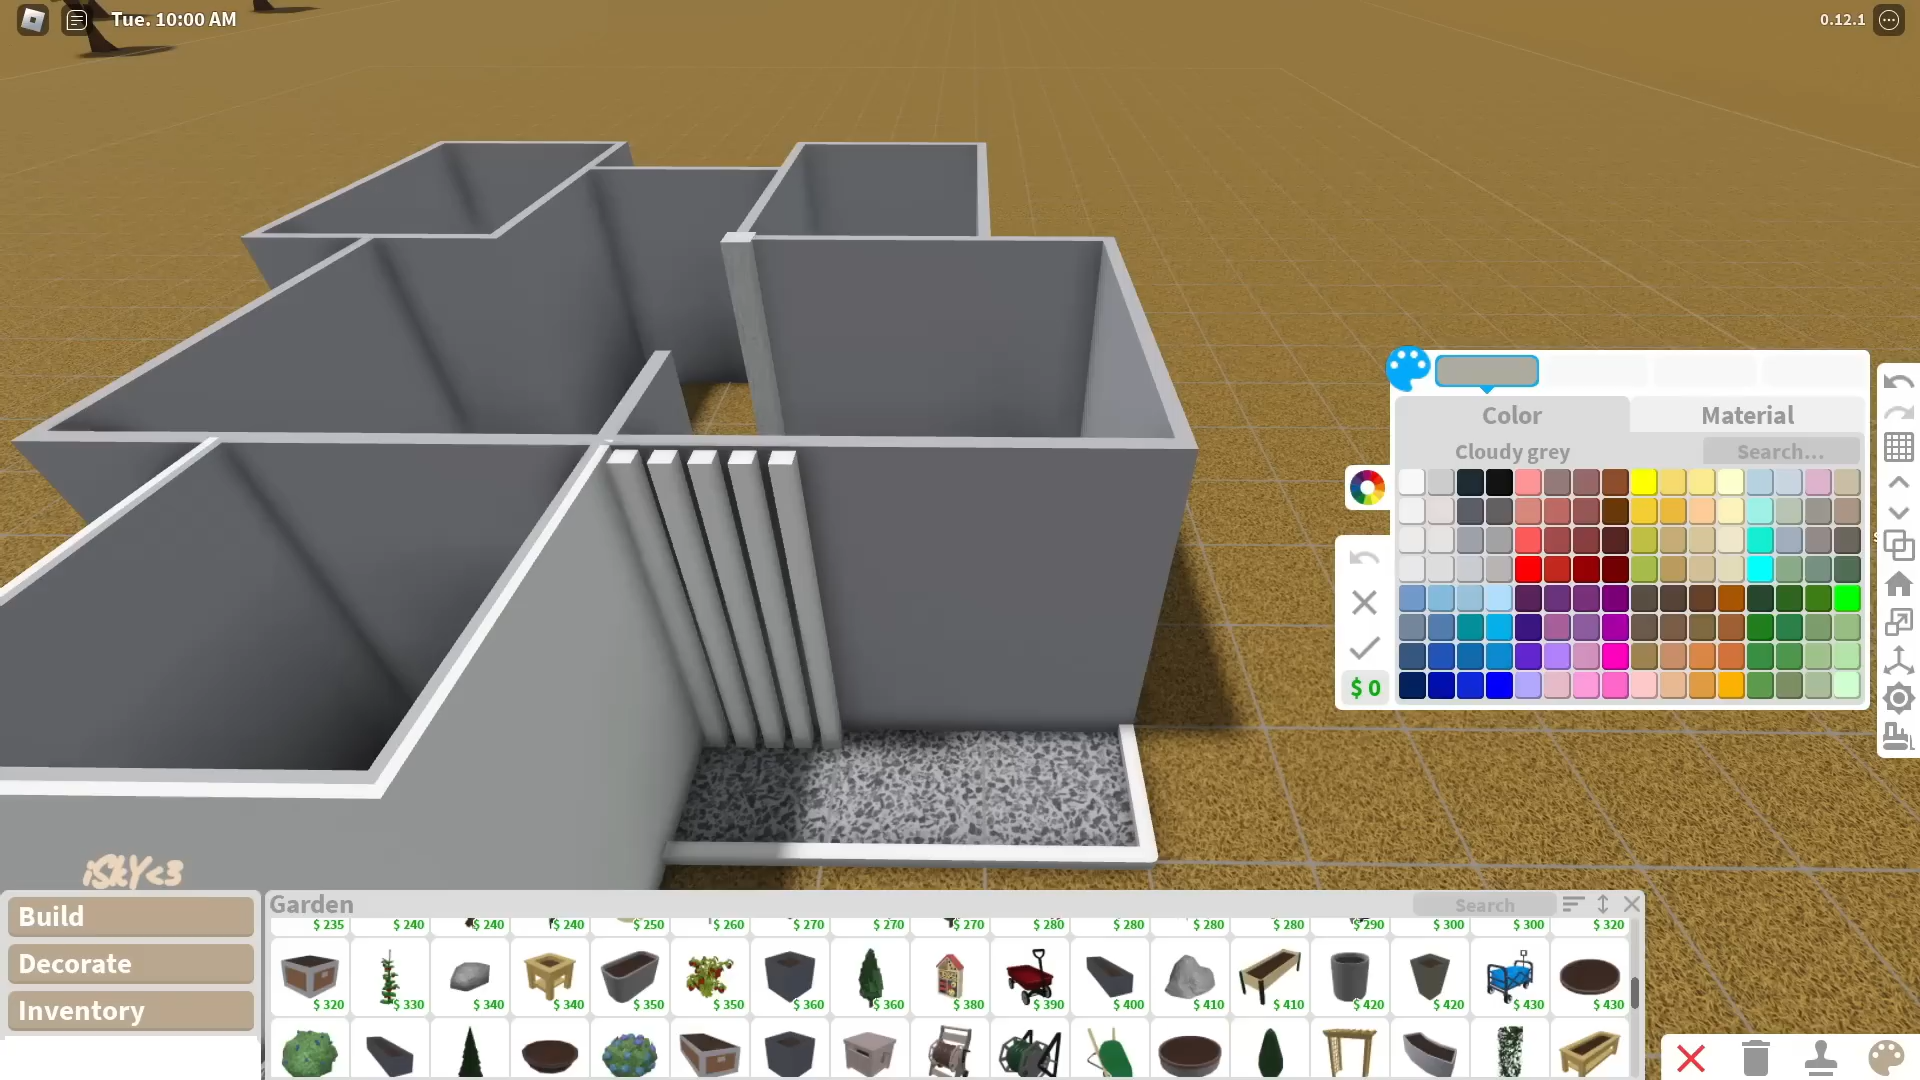 Tue. 10:00 AM
0.12.1
Color
Material
Cloudy grey
Search...
$ 0
iSkY<3
Build
Decorate
Inventory
Garden
Search
$ 235 $ 240 $ 240 $ 240 $ 250 $ 260 $ 270 $ 270 $ 270 $ 280 $ 280 $ 280 $ 280 $ 290 $ 300 $ 300 $ 320
$ 320 $ 330 $ 340 $ 340 $ 350 $ 350 $ 360 $ 360 $ 380 $ 390 $ 400 $ 410 $ 410 $ 420 $ 420 $ 430 $ 430